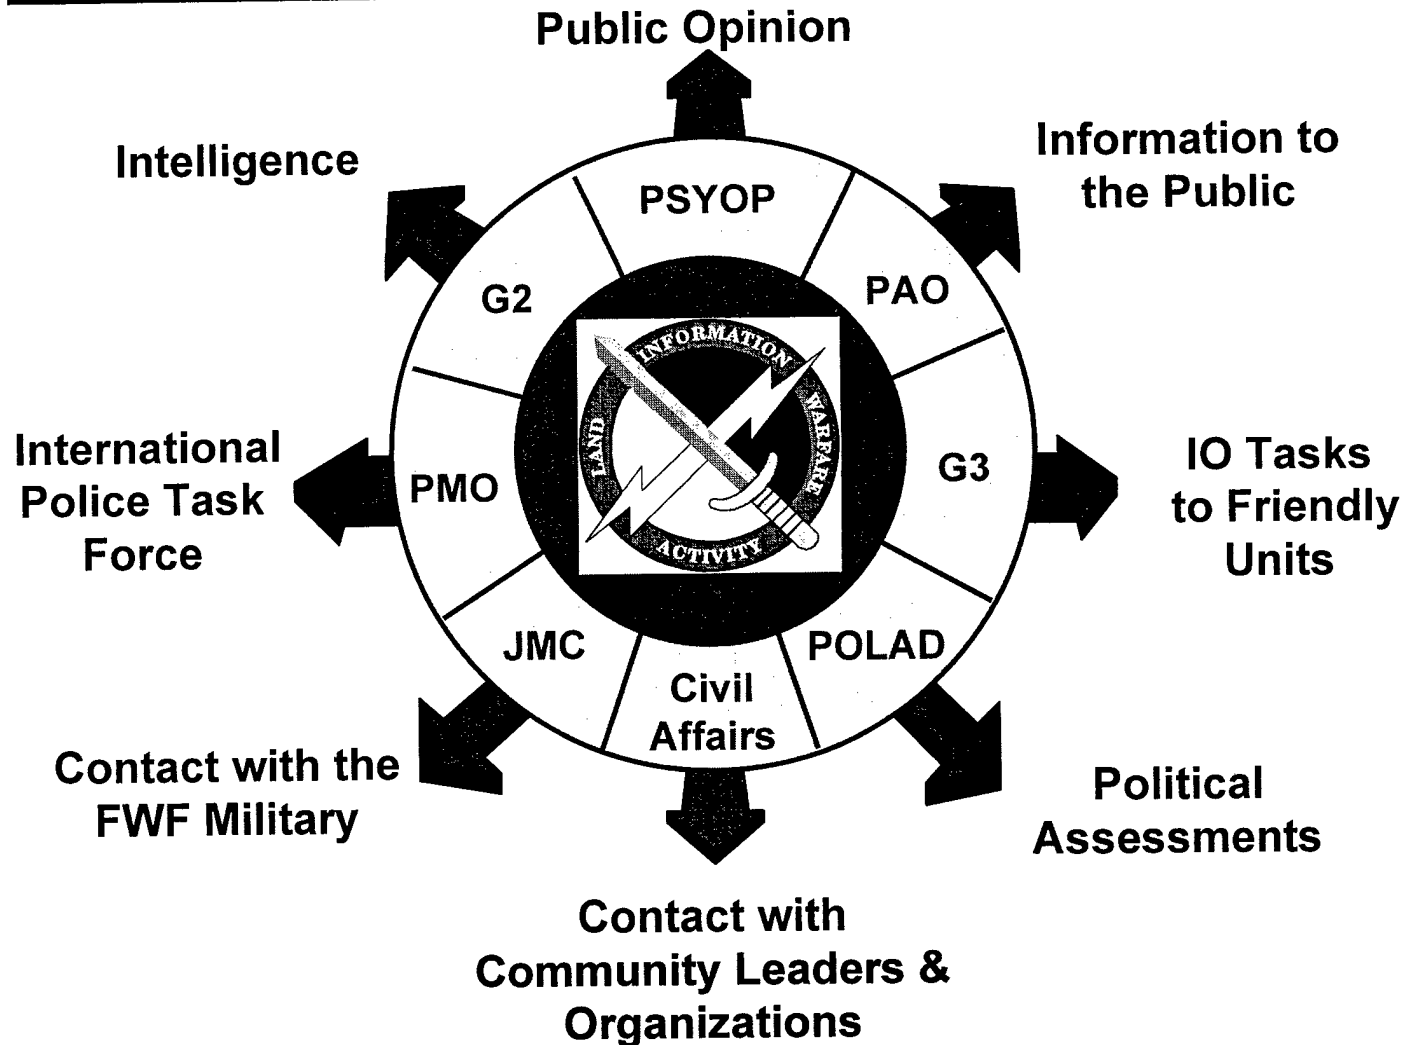 Public Opinion
Intelligence
Information to
the Public
PSYOP
G2
PAO
LAND
INFORMATION
WARFARE
ACTIVITY
International
Police Task
Force
PMO
G3
IO Tasks
to Friendly
Units
JMC
Civil
Affairs
POLAD
Contact with the
FWF Military
Political
Assessments
Contact with
Community Leaders &
Organizations